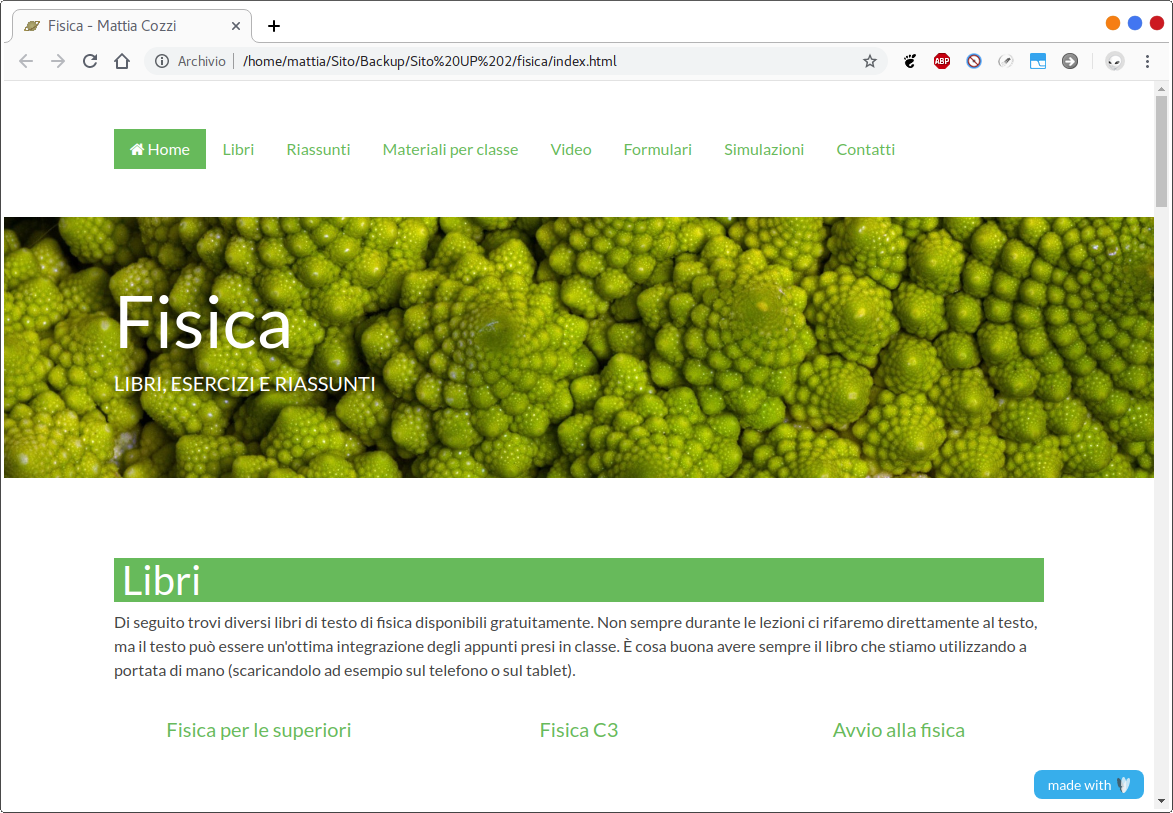 Fisica - Mattia Cozzi
Archivio /home/mattia/Sito/Backup/Sito%20UP%202/fisica/index.html
ABP
Home Libri Riassunti Materiali per classe Video Formulari Simulazioni Contatti
Fisica
LIBRI, ESERCIZI E RIASSUNTI
Libri
Di seguito trovi diversi libri di testo di fisica disponibili gratuitamente. Non sempre durante le lezioni ci rifaremo direttamente al testo,
ma il testo può essere un'ottima integrazione degli appunti presi in classe. È cosa buona avere sempre il libro che stiamo utilizzando a
portata di mano (scaricandolo ad esempio sul telefono o sul tablet).
Fisica per le superiori Fisica C3 Avvio alla fisica
made with